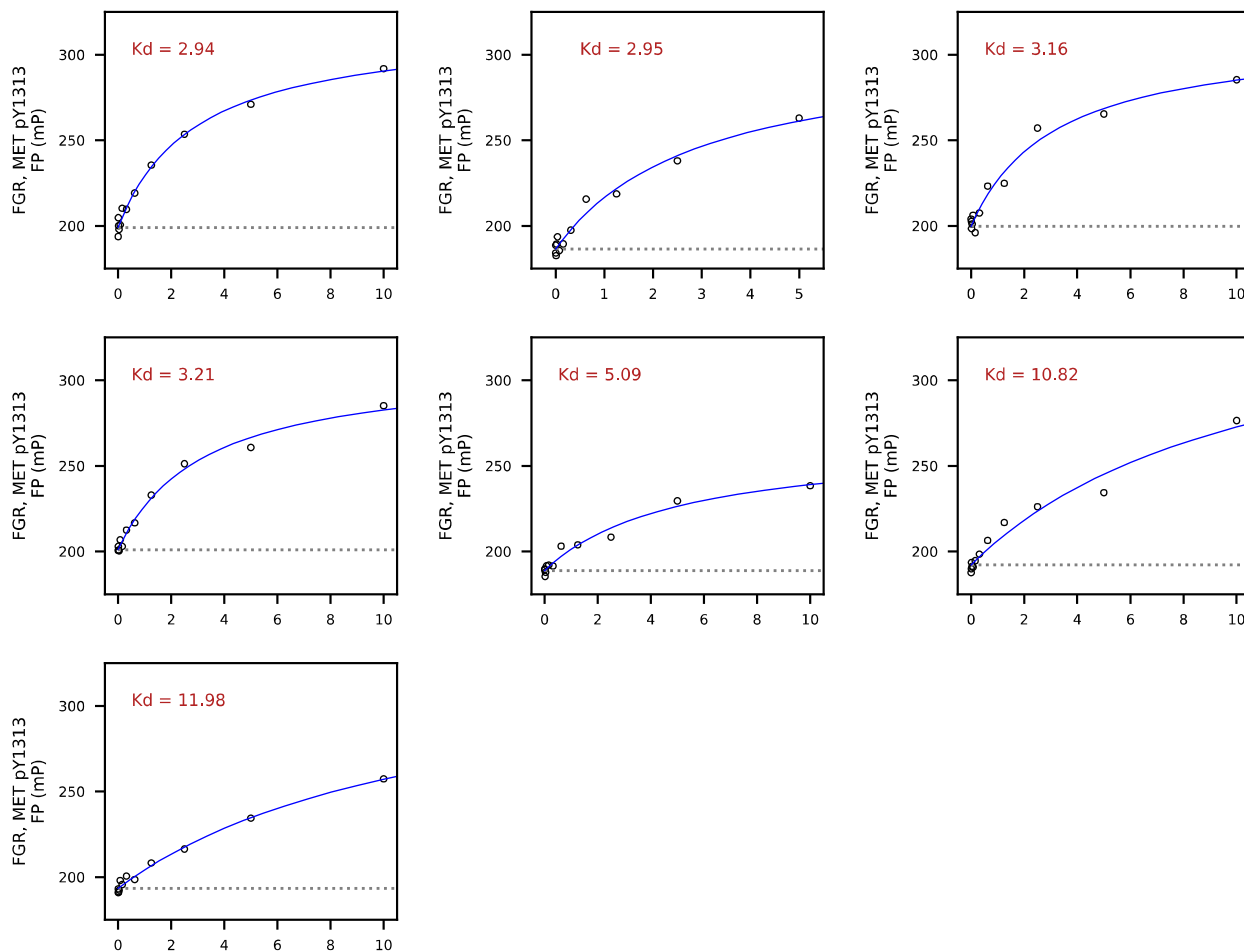 FGR, MET pY1313
FP (mP)
300
250
200
Kd = 2.94
0 2 4 6 8 10
FGR, MET pY1313
FP (mP)
300
250
200
Kd = 2.95
0 1 2 3 4 5
FGR, MET pY1313
FP (mP)
300
250
200
Kd = 3.16
0 2 4 6 8 10
FGR, MET pY1313
FP (mP)
300
250
200
Kd = 3.21
0 2 4 6 8 10
FGR, MET pY1313
FP (mP)
300
250
200
Kd = 5.09
0 2 4 6 8 10
FGR, MET pY1313
FP (mP)
300
250
200
Kd = 10.82
0 2 4 6 8 10
FGR, MET pY1313
FP (mP)
300
250
200
Kd = 11.98
0 2 4 6 8 10